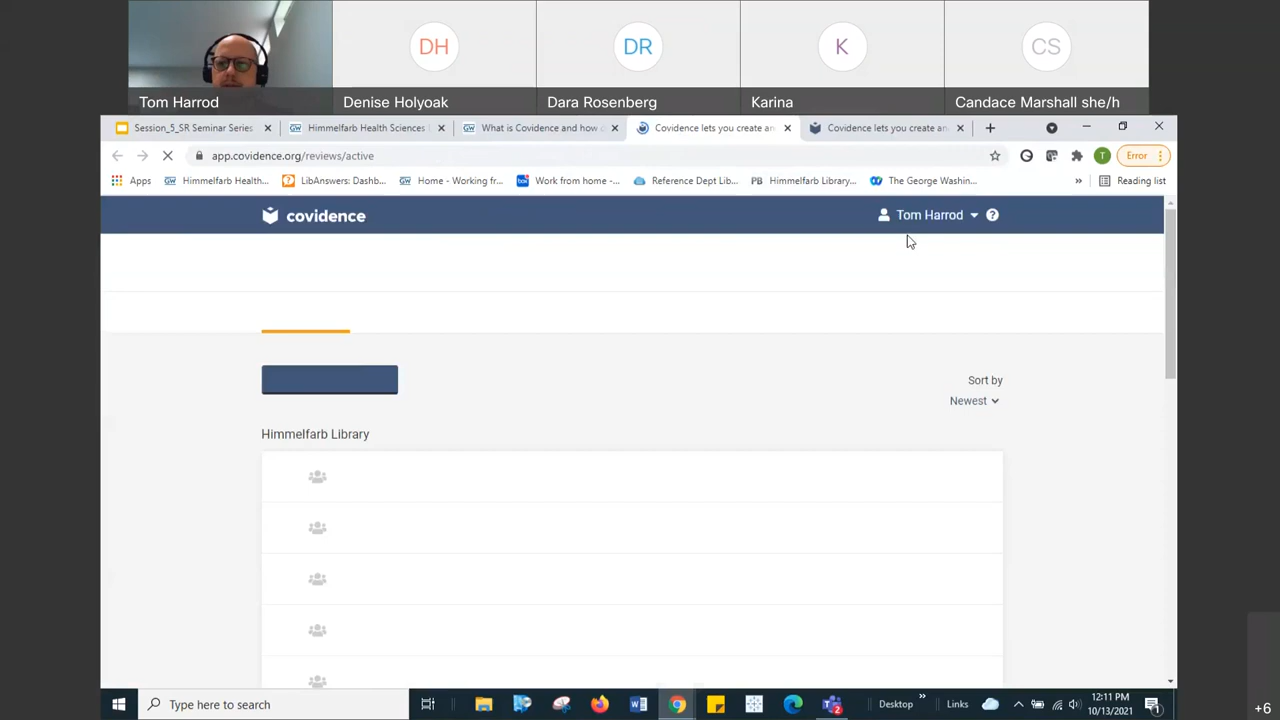 DH DR K CS
Tom Harrod Denise Holyoak Dara Rosenberg Karina Candace Marshall she/h
Session_5_SR Seminar Series Himmelfarb Health Sciences What is Covidence and how Covidence lets you create an Covidence lets you create an
app.covidence.org/reviews/active Error
Apps Himmelfarb Health... LibAnswers: Dashb... Home - Working fr... Work from home -... Reference Dept Lib... PB Himmelfarb Library... The George Washin... » Reading list
covidence Tom Harrod ?
Sort by
Newest
Himmelfarb Library
Type here to search Desktop » Links 12:11 PM
10/13/2021
+6